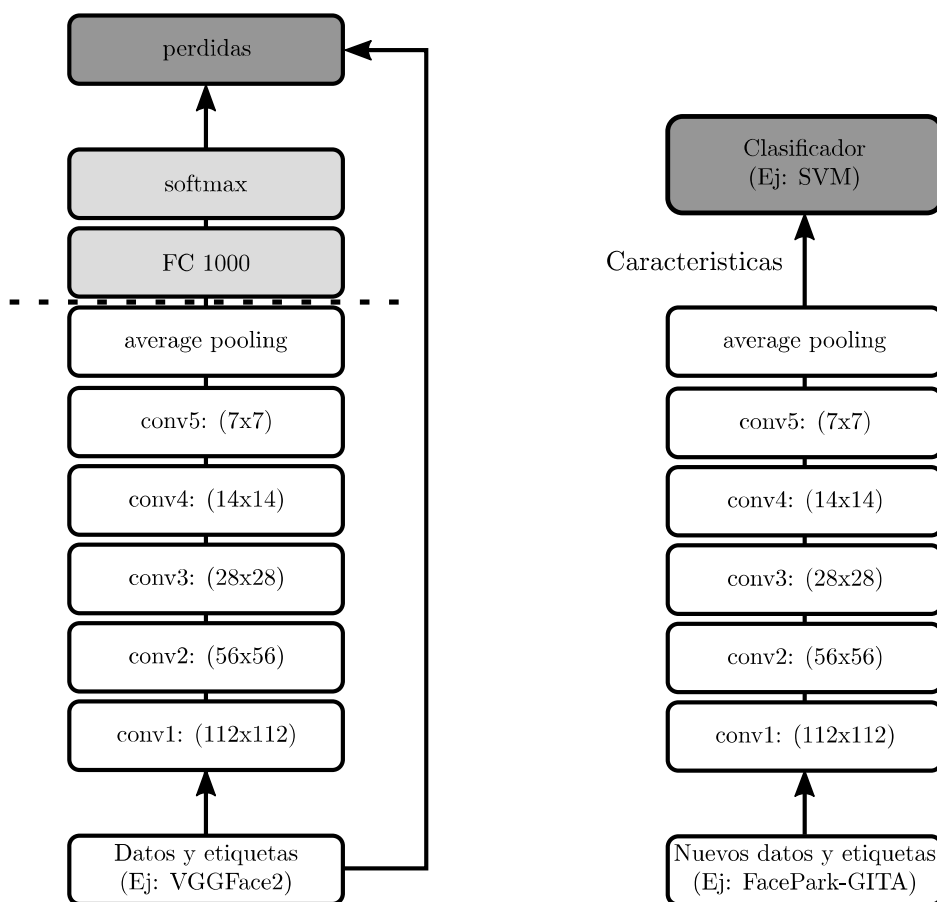 perdidas
softmax
FC 1000
average pooling
conv5: (7x7)
conv4: (14x14)
conv3: (28x28)
conv2: (56x56)
conv1: (112x112)
Datos y etiquetas
(Ej: VGGFace2)
Clasificador
(Ej: SVM)
Caracteristicas
average pooling
conv5: (7x7)
conv4: (14x14)
conv3: (28x28)
conv2: (56x56)
conv1: (112x112)
Nuevos datos y etiquetas
(Ej: FacePark-GITA)